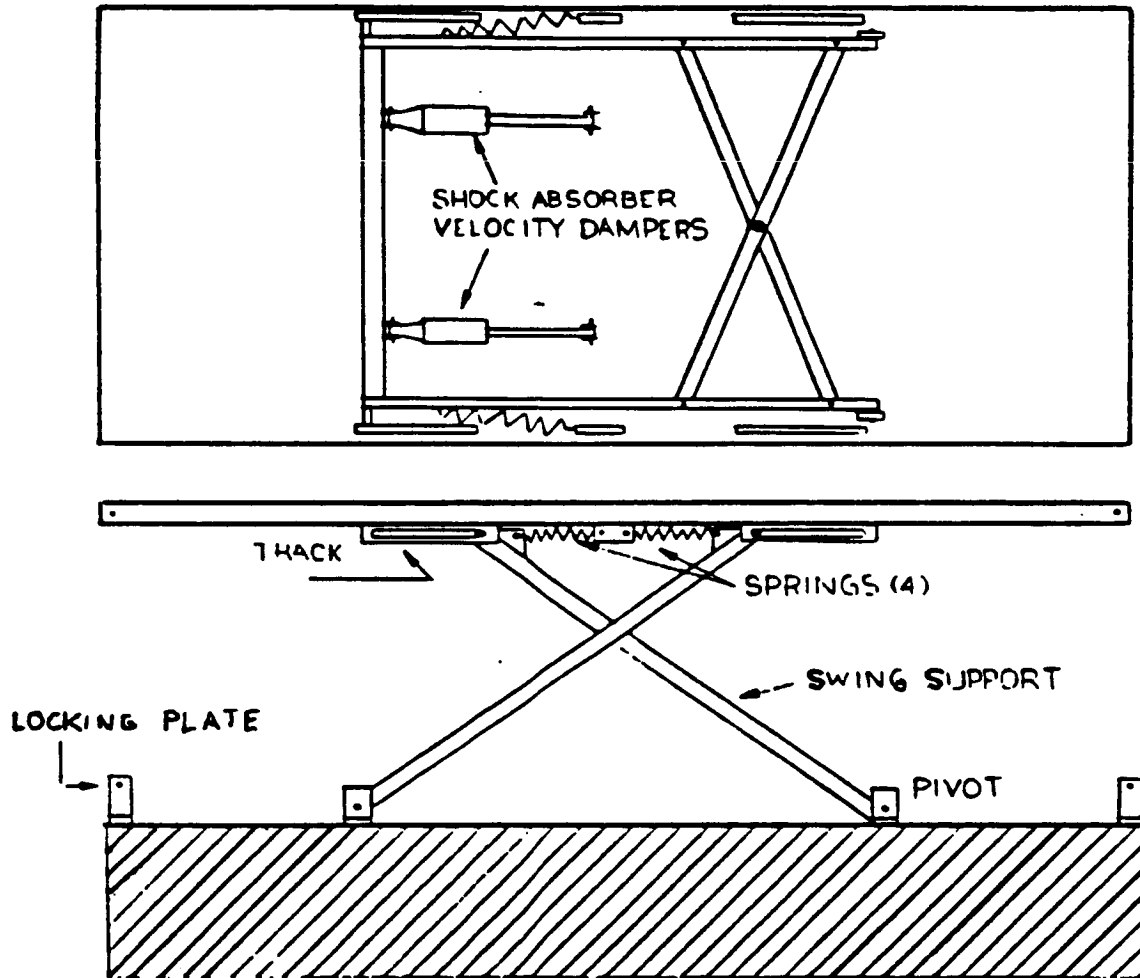 SHOCK ABSORBER
VELOCITY DAMPERS
TRACK
SPRINGS (4)
SWING SUPPORT
LOCKING PLATE
PIVOT